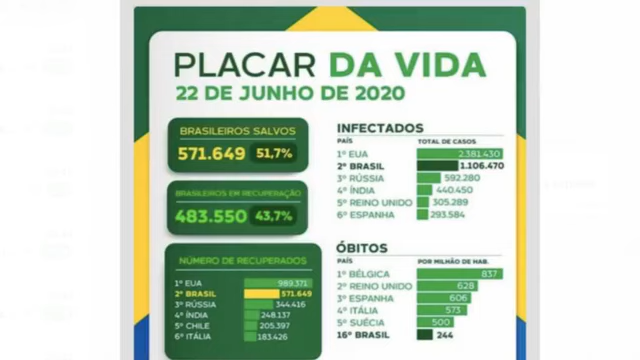 PLACAR DA VIDA
22 DE JUNHO DE 2020
BRASILEIROS SALVOS
571.649 51,7%
BRASILEIROS EM RECUPERAÇÃO
483.550 43,7%
NÚMERO DE RECUPERADOS
PAÍS
1º EUA 989.371
2º BRASIL 571.649
3º RÚSSIA 344.416
4º ÍNDIA 248.137
5º CHILE 205.397
6º ITÁLIA 183.426
INFECTADOS
PAÍS TOTAL DE CASOS
1º EUA 2.381.430
2º BRASIL 1.106.470
3º RÚSSIA 592.280
4º ÍNDIA 440.450
5º REINO UNIDO 305.289
6º ESPANHA 293.584
ÓBITOS
PAÍS POR MILHÃO DE HAB.
1º BÉLGICA 837
2º REINO UNIDO 628
3º ESPANHA 606
4º ITÁLIA 573
5º SUÉCIA 500
16º BRASIL 244